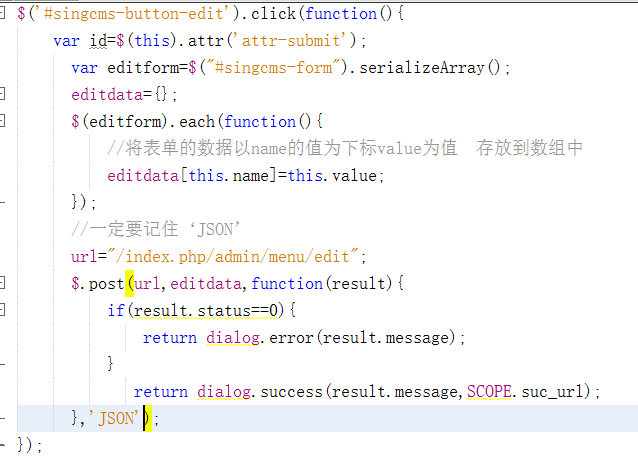 $('#singcms-button-edit').click(function(){
var id=$(this).attr('attr-submit');
var editform=$("#singcms-form").serializeArray();
editdata={};
$(editform).each(function(){
//将表单的数据以name的值为下标value为值 存放到数组中
editdata[this.name]=this.value;
});
//一定要记住‘JSON’
url="/index.php/admin/menu/edit";
$.post(url,editdata,function(result){
if(result.status==0){
return dialog.error(result.message);
}
return dialog.success(result.message,SCOPE.suc_url);
},'JSON');
});